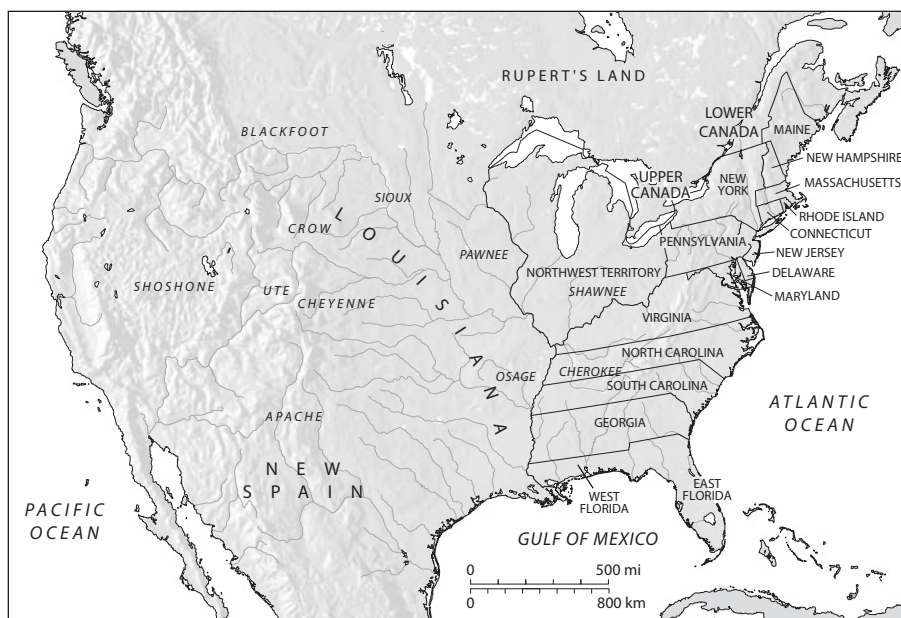 RUPERT'S LAND
LOWER
CANADA
MAINE
BLACKFOOT
NEW HAMPSHIRE
UPPER
CANADA
NEW
YORK
MASSACHUSETTS
SIOUX
RHODE ISLAND
CONNECTICUT
CROW
LOUISIANA
PAWNEE
PENNSYLVANIA
NEW JERSEY
NORTHWEST TERRITORY
DELAWARE
SHOSHONE
UTE
SHAWNEE
MARYLAND
CHEYENNE
VIRGINIA
NORTH CAROLINA
OSAGE
CHEROKEE
SOUTH CAROLINA
ATLANTIC
OCEAN
APACHE
GEORGIA
NEW
SPAIN
WEST
FLORIDA
EAST
FLORIDA
PACIFIC
OCEAN
GULF OF MEXICO
0 500 mi
0 800 km